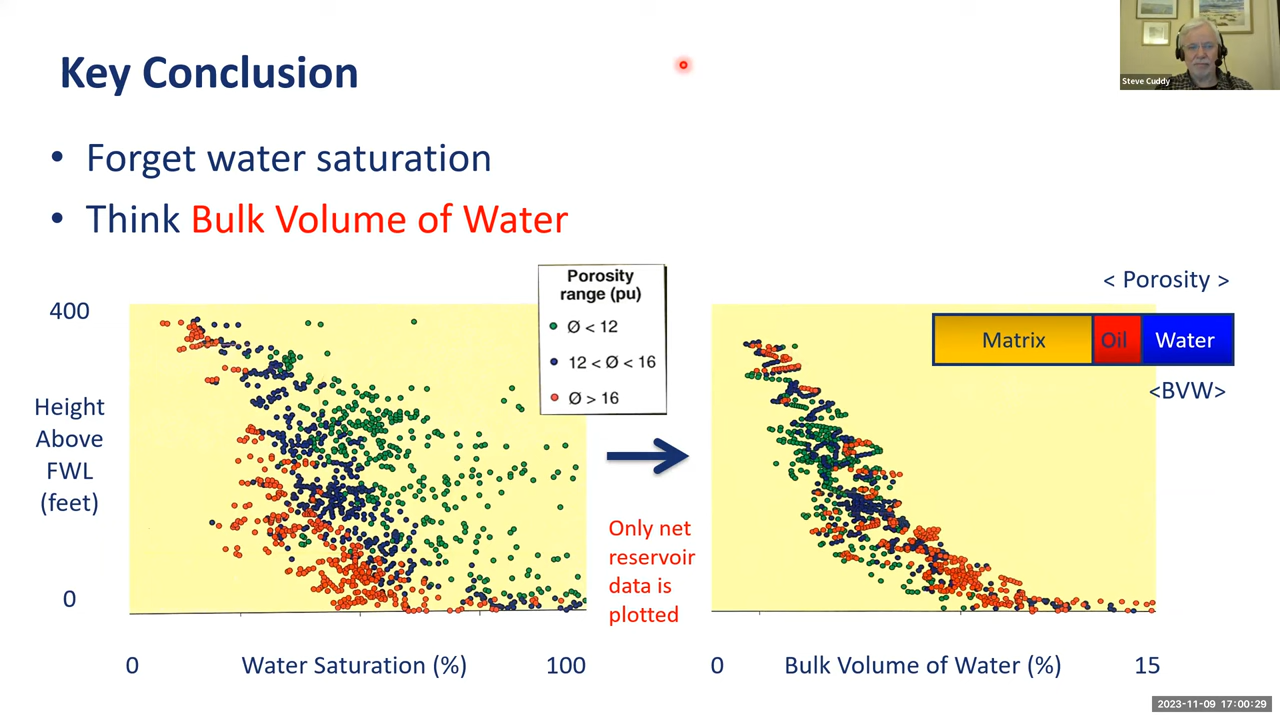 Key Conclusion
Steve Cuddy
• Forget water saturation
• Think Bulk Volume of Water
Porosity
range (pu)
Ø < 12
12 < Ø < 16
Ø > 16
< Porosity >
Matrix Oil Water
<BVW>
400
Height
Above
FWL
(feet)
0
Only net
reservoir
data is
plotted
0 Water Saturation (%) 100
0 Bulk Volume of Water (%) 15
2023-11-09 17:00:29